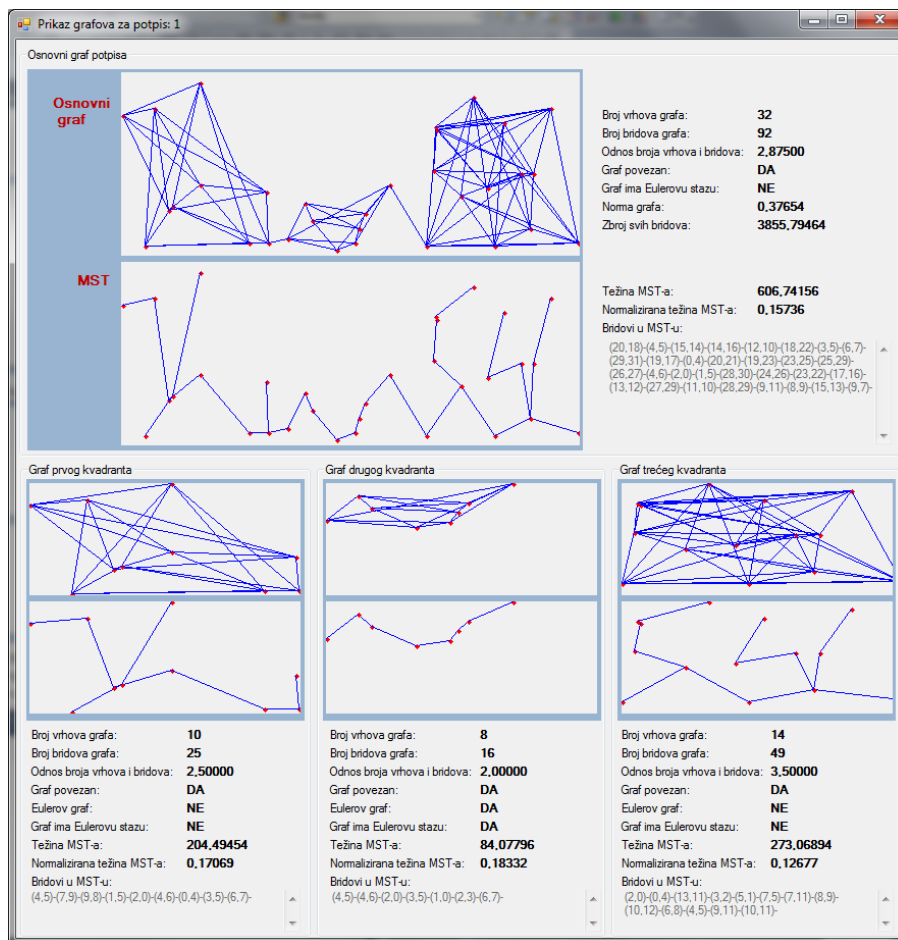 Prikaz grafova za potpis: 1
Osnovni graf potpisa
Osnovni
graf
Broj vrhova grafa: 32
Broj bridova grafa: 92
Odnos broja vrhova i bridova: 2,87500
Graf povezan: DA
Graf ima Eulerovu stazu: NE
Norma grafa: 0,37654
Zbroj svih bridova: 3855,79464
MST
Težina MST-a: 606,74156
Normalizirana težina MST-a: 0,15736
Bridovi u MST-u:
(20,18)-(4,5)-(15,14)-(14,16)-(12,10)-(18,22)-(3,5)-(6,7)-
(29,31)-(19,17)-(0,4)-(20,21)-(19,23)-(23,25)-(25,29)-
(26,27)-(4,6)-(2,0)-(1,5)-(28,30)-(24,26)-(23,22)-(17,16)-
(13,12)-(27,29)-(11,10)-(28,29)-(9,11)-(8,9)-(15,13)-(9,7)-
Graf prvog kvadranta
Broj vrhova grafa: 10
Broj bridova grafa: 25
Odnos broja vrhova i bridova: 2,50000
Graf povezan: DA
Eulerov graf: NE
Graf ima Eulerovu stazu: NE
Težina MST-a: 204,49454
Normalizirana težina MST-a: 0,17069
Bridovi u MST-u:
(4,5)-(7,9)-(9,8)-(1,5)-(2,0)-(4,6)-(0,4)-(3,5)-(6,7)-
Graf drugog kvadranta
Broj vrhova grafa: 8
Broj bridova grafa: 16
Odnos broja vrhova i bridova: 2,00000
Graf povezan: DA
Eulerov graf: DA
Graf ima Eulerovu stazu: DA
Težina MST-a: 84,07796
Normalizirana težina MST-a: 0,18332
Bridovi u MST-u:
(4,5)-(4,6)-(2,0)-(3,5)-(1,0)-(2,3)-(6,7)-
Graf trećeg kvadranta
Broj vrhova grafa: 14
Broj bridova grafa: 49
Odnos broja vrhova i bridova: 3,50000
Graf povezan: DA
Eulerov graf: NE
Graf ima Eulerovu stazu: NE
Težina MST-a: 273,06894
Normalizirana težina MST-a: 0,12677
Bridovi u MST-u:
(2,0)-(0,4)-(13,11)-(3,2)-(5,1)-(7,5)-(7,11)-(8,9)-
(10,12)-(6,8)-(4,5)-(9,11)-(10,11)-